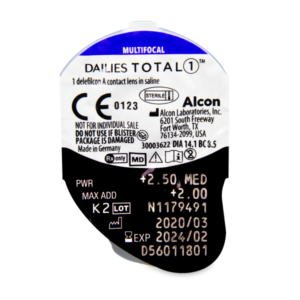 MULTIFOCAL
DAILIES TOTAL 1™
1 delefilcon A contact lens in saline
STERILE
CE 0123
Alcon
Alcon Laboratories, Inc.
6201 South Freeway
Fort Worth, TX
76134-2099, USA
NOT FOR INDIVIDUAL SALE
DO NOT USE IF BLISTER
PACKAGE IS DAMAGED
Made in Germany
30003622 DIA 14.1 BC 8.5
Rx only MD 2
PWR +2.50 MED
MAX ADD +2.00
K2 LOT N1179491
2020/03
EXP 2024/02
D56011801